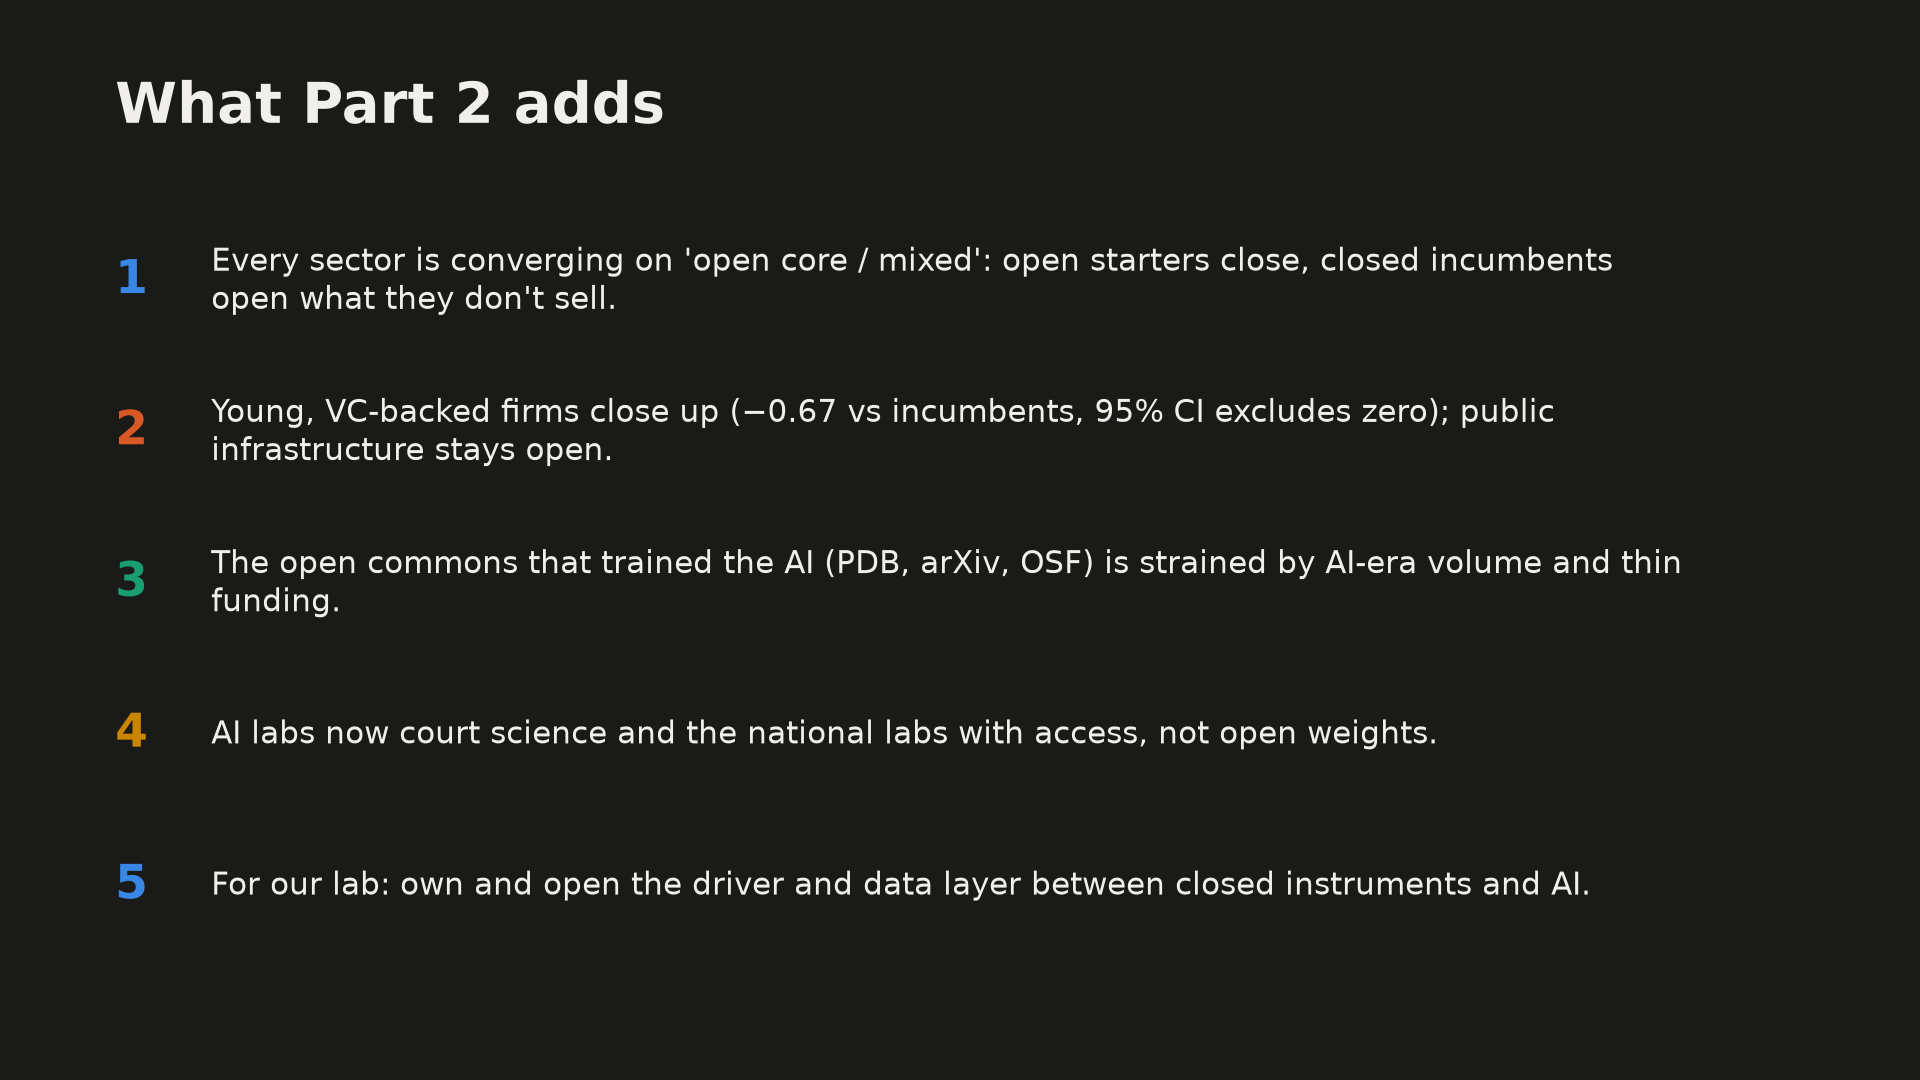 What Part 2 adds
1 Every sector is converging on 'open core / mixed': open starters close, closed incumbents
open what they don't sell.
2 Young, VC-backed firms close up (−0.67 vs incumbents, 95% CI excludes zero); public
infrastructure stays open.
3 The open commons that trained the AI (PDB, arXiv, OSF) is strained by AI-era volume and thin
funding.
4 AI labs now court science and the national labs with access, not open weights.
5 For our lab: own and open the driver and data layer between closed instruments and AI.